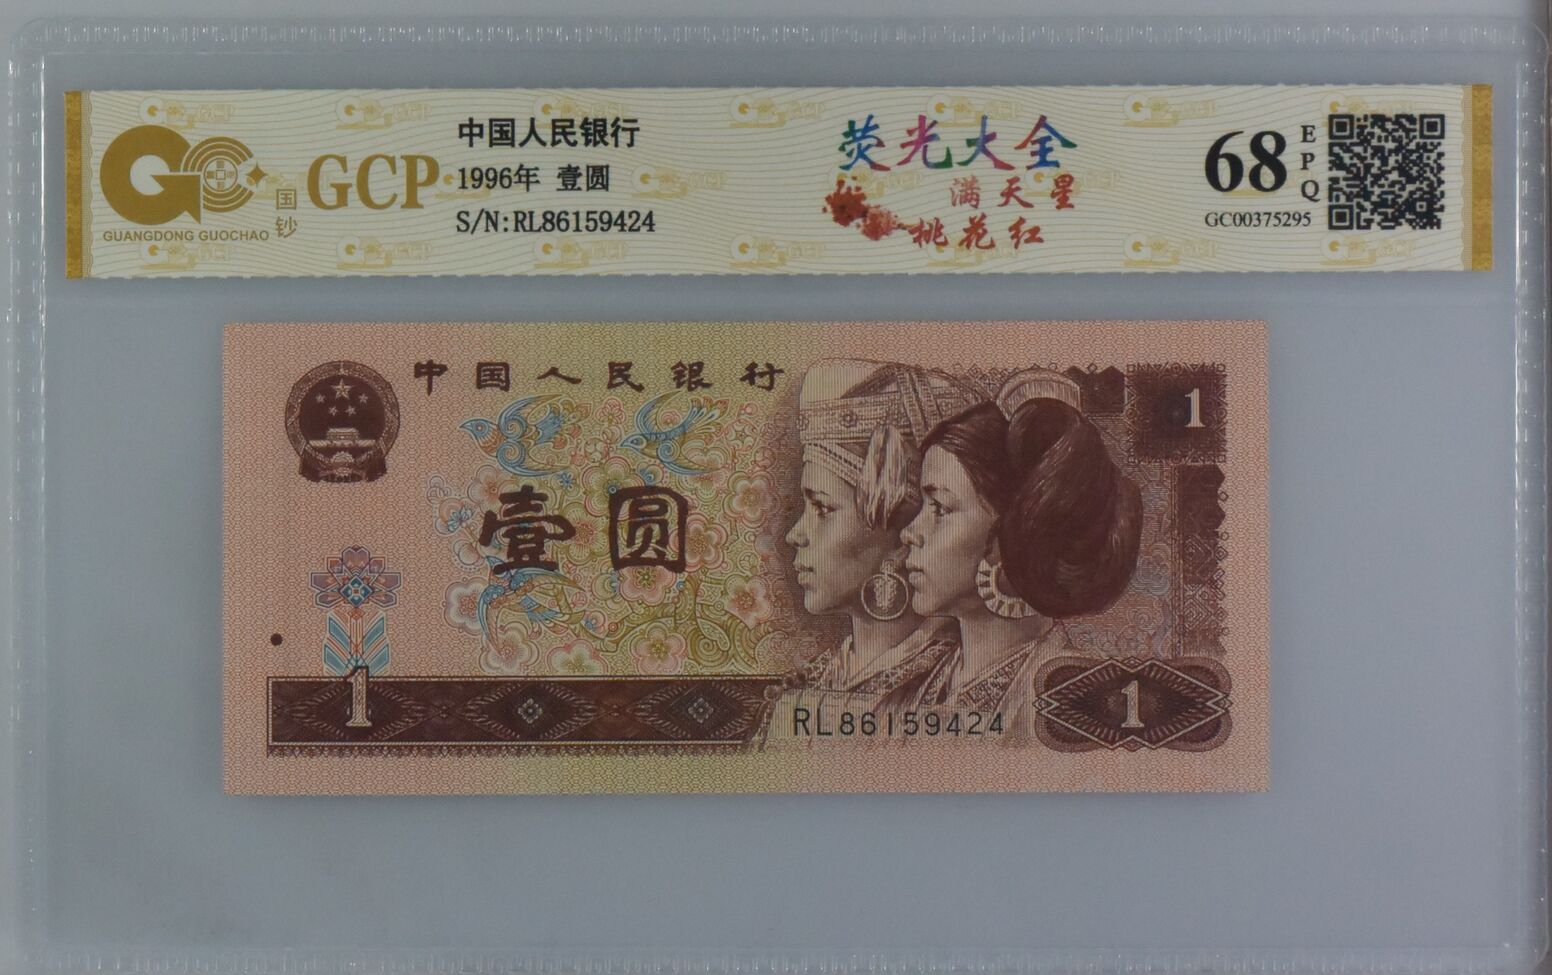 GCP
国
钞
GUANGDONG GUOCHAO
中国人民银行
1996年 壹圆
S/N:RL86159424
荧光大全
满天星
桃花红
68
EPQ
GC00375295
中国人民银行
1
壹圆
1
RL86159424
1